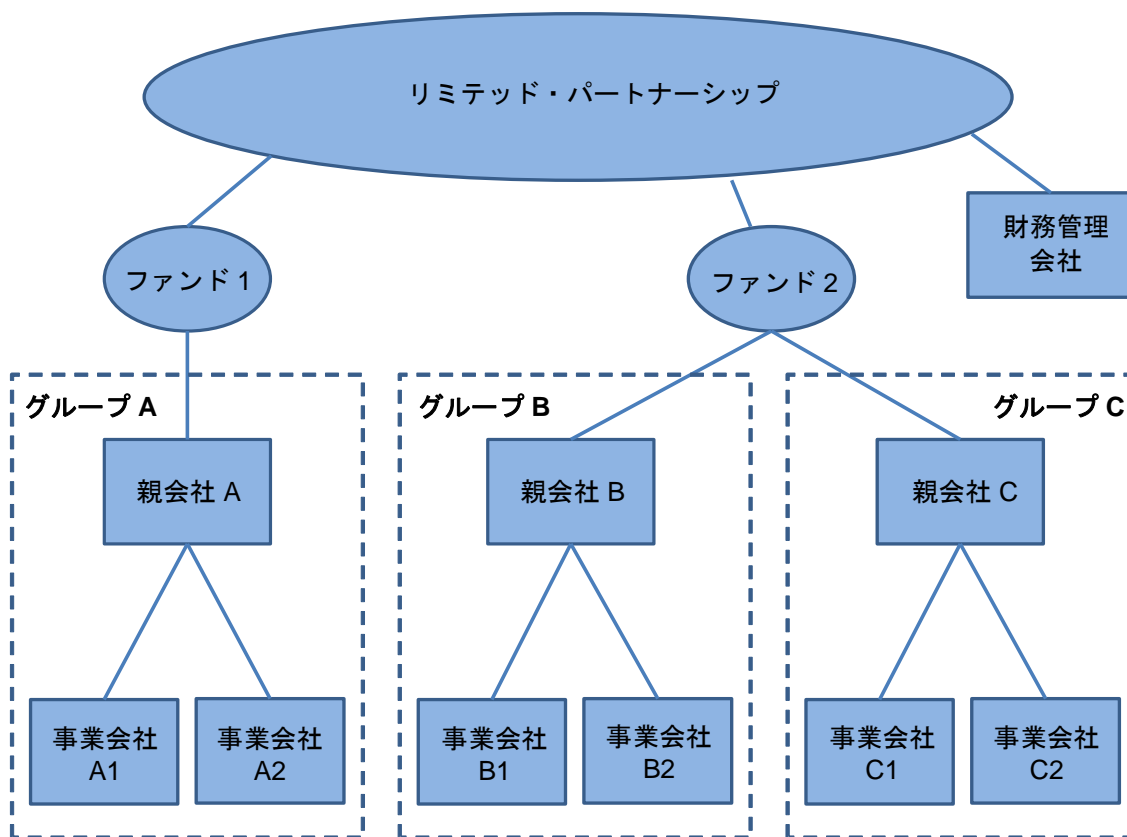 リミテッド・パートナーシップ
財務管理
会社
ファンド 1
ファンド 2
グループ A
グループ B
グループ C
親会社 A
親会社 B
親会社 C
事業会社
A1
事業会社
A2
事業会社
B1
事業会社
B2
事業会社
C1
事業会社
C2